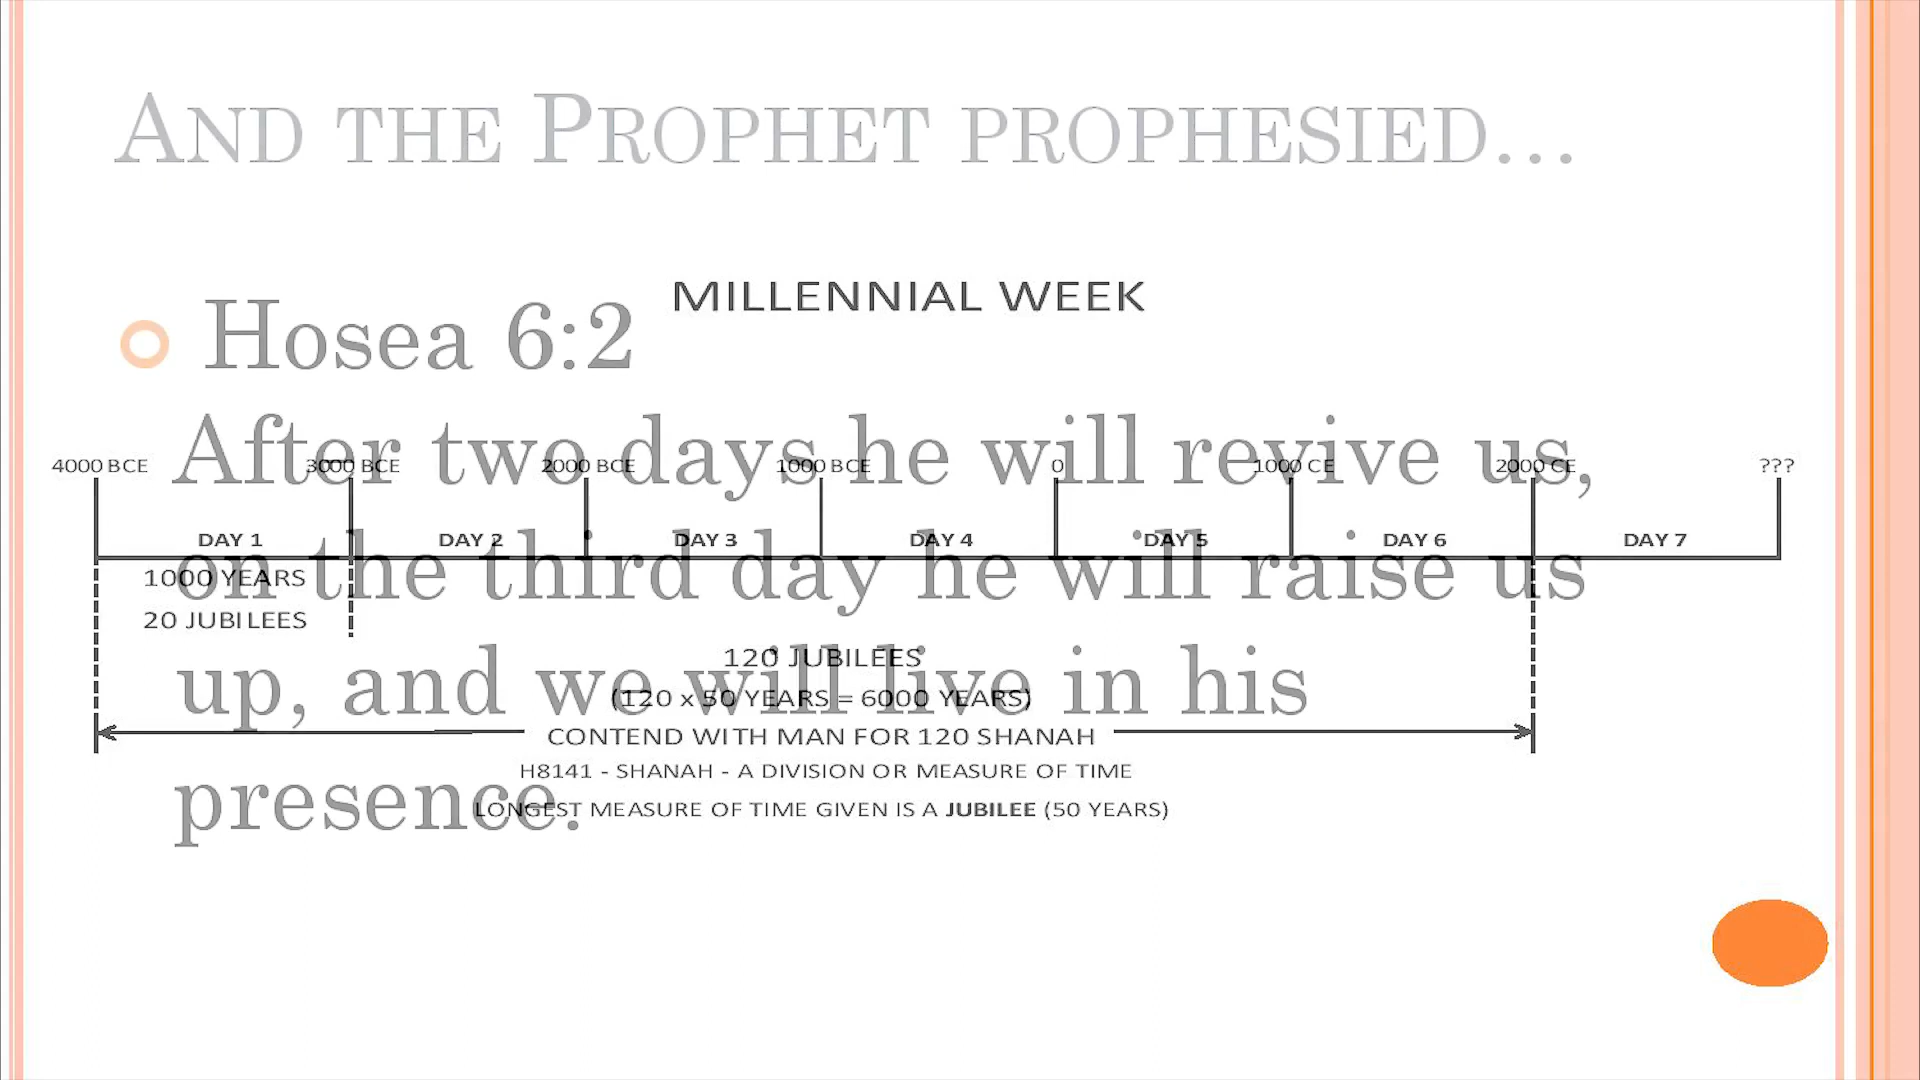 AND THE PROPHET PROPHESIED...
MILLENNIAL WEEK
Hosea 6:2
After two days he will revive us,
on the third day he will raise us
up, and we will live in his
presence.
4000 BCE 3000 BCE 2000 BCE 1000 BCE 0 1000 CE 2000 CE ???
DAY 1 DAY 2 DAY 3 DAY 4 DAY 5 DAY 6 DAY 7
1000 YEARS
20 JUBILEES
120 JUBILEES
(120 x 50 YEARS = 6000 YEARS)
CONTEND WITH MAN FOR 120 SHANAH
H8141 - SHANAH - A DIVISION OR MEASURE OF TIME
LONGEST MEASURE OF TIME GIVEN IS A JUBILEE (50 YEARS)